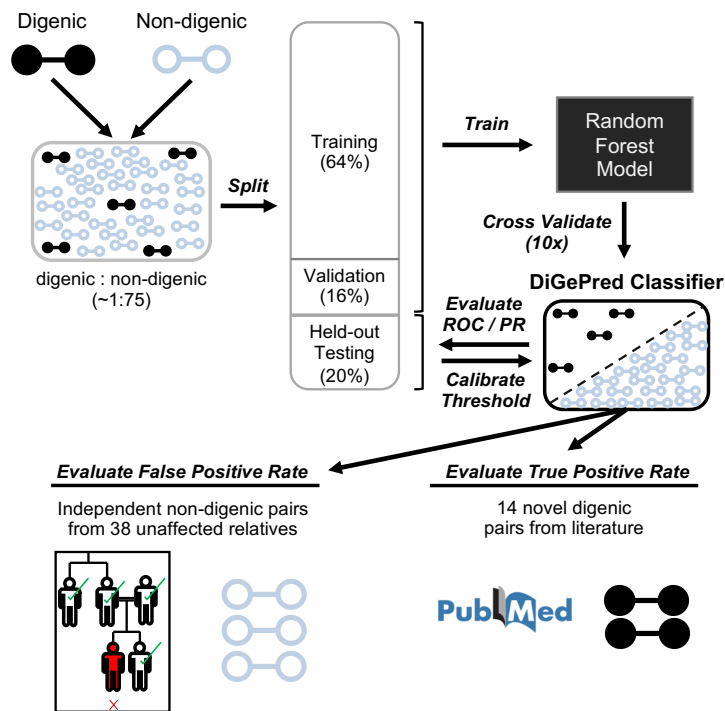 Digenic
Non-digenic
digenic : non-digenic
(~1:75)
Split
Training
(64%)
Validation
(16%)
Held-out
Testing
(20%)
Train
Random
Forest
Model
Cross Validate
(10x)
DiGePred Classifier
Evaluate
ROC / PR
Calibrate
Threshold
Evaluate False Positive Rate
Independent non-digenic pairs
from 38 unaffected relatives
Evaluate True Positive Rate
14 novel digenic
pairs from literature
PubMed